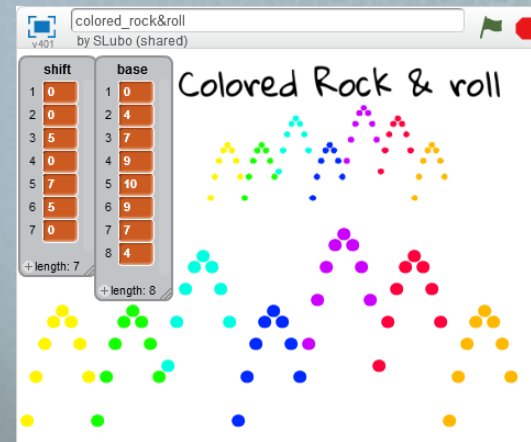 colored_rock&roll
by SLubo (shared)
v401
shift
1 0
2 0
3 5
4 0
5 7
6 5
7 0
+ length: 7
base
1 0
2 4
3 7
4 9
5 10
6 9
7 7
8 4
+ length: 8
Colored Rock & roll